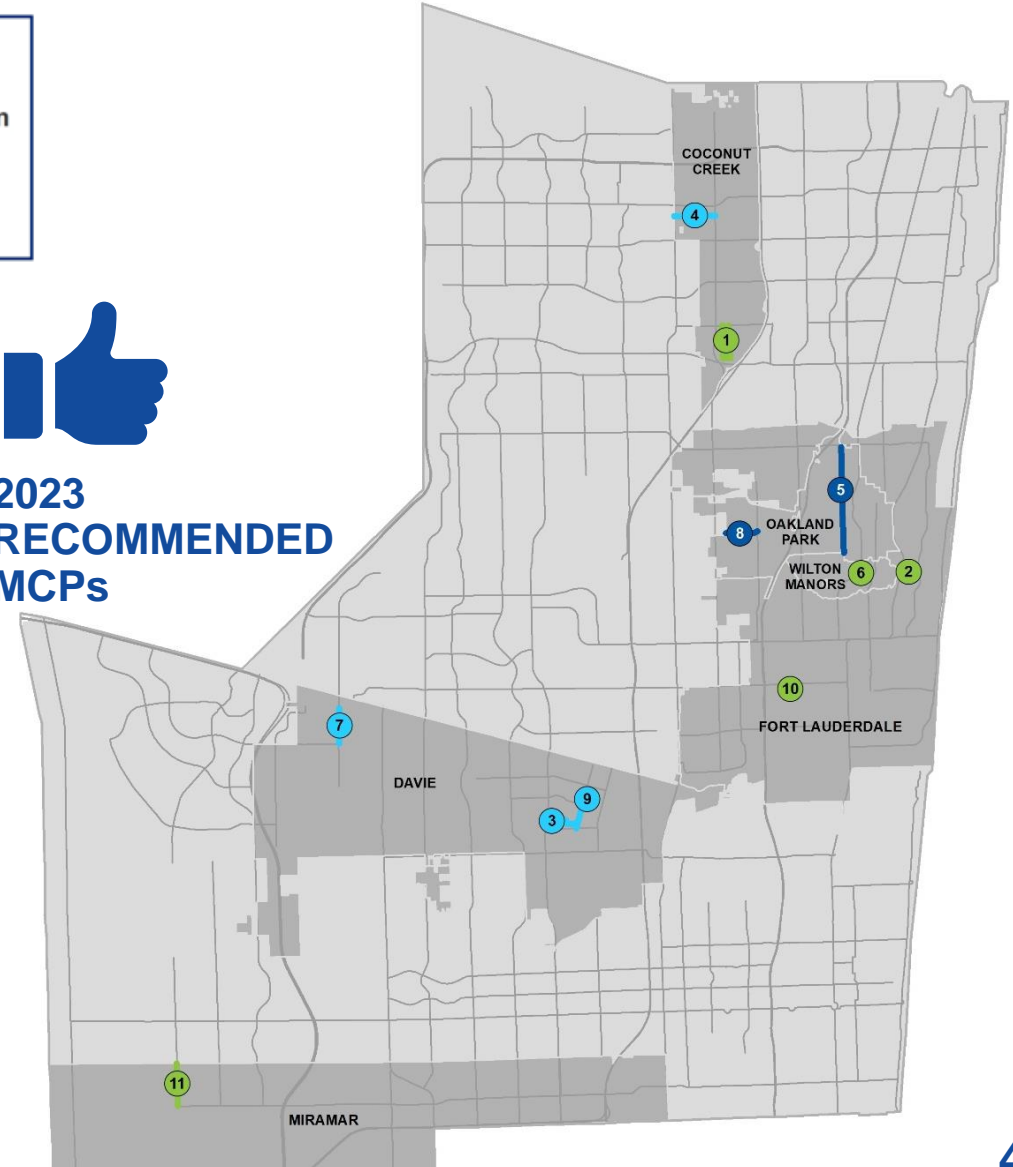 n
2023
RECOMMENDED
MCPs
COCONUT
CREEK
4
1
5
8
OAKLAND
PARK
WILTON
MANORS
6
2
10
FORT LAUDERDALE
7
DAVIE
9
3
11
MIRAMAR
4